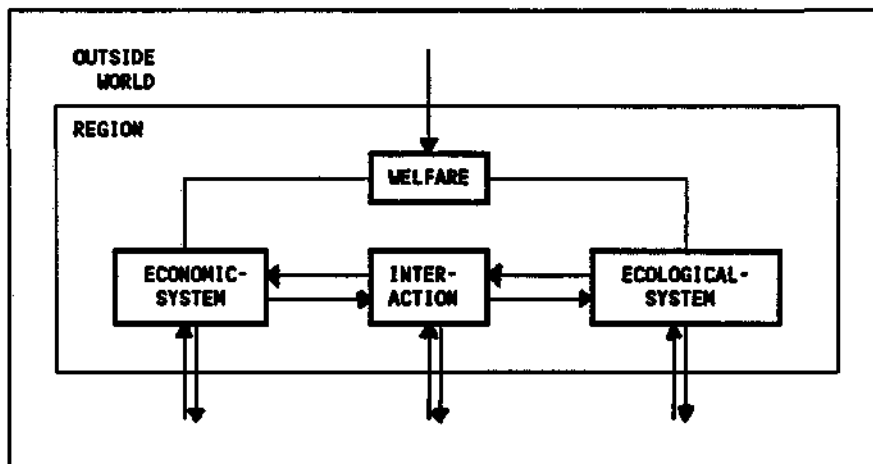 OUTSIDE
WORLD
REGION
WELFARE
ECONOMIC-
SYSTEM
INTER-
ACTION
ECOLOGICAL-
SYSTEM